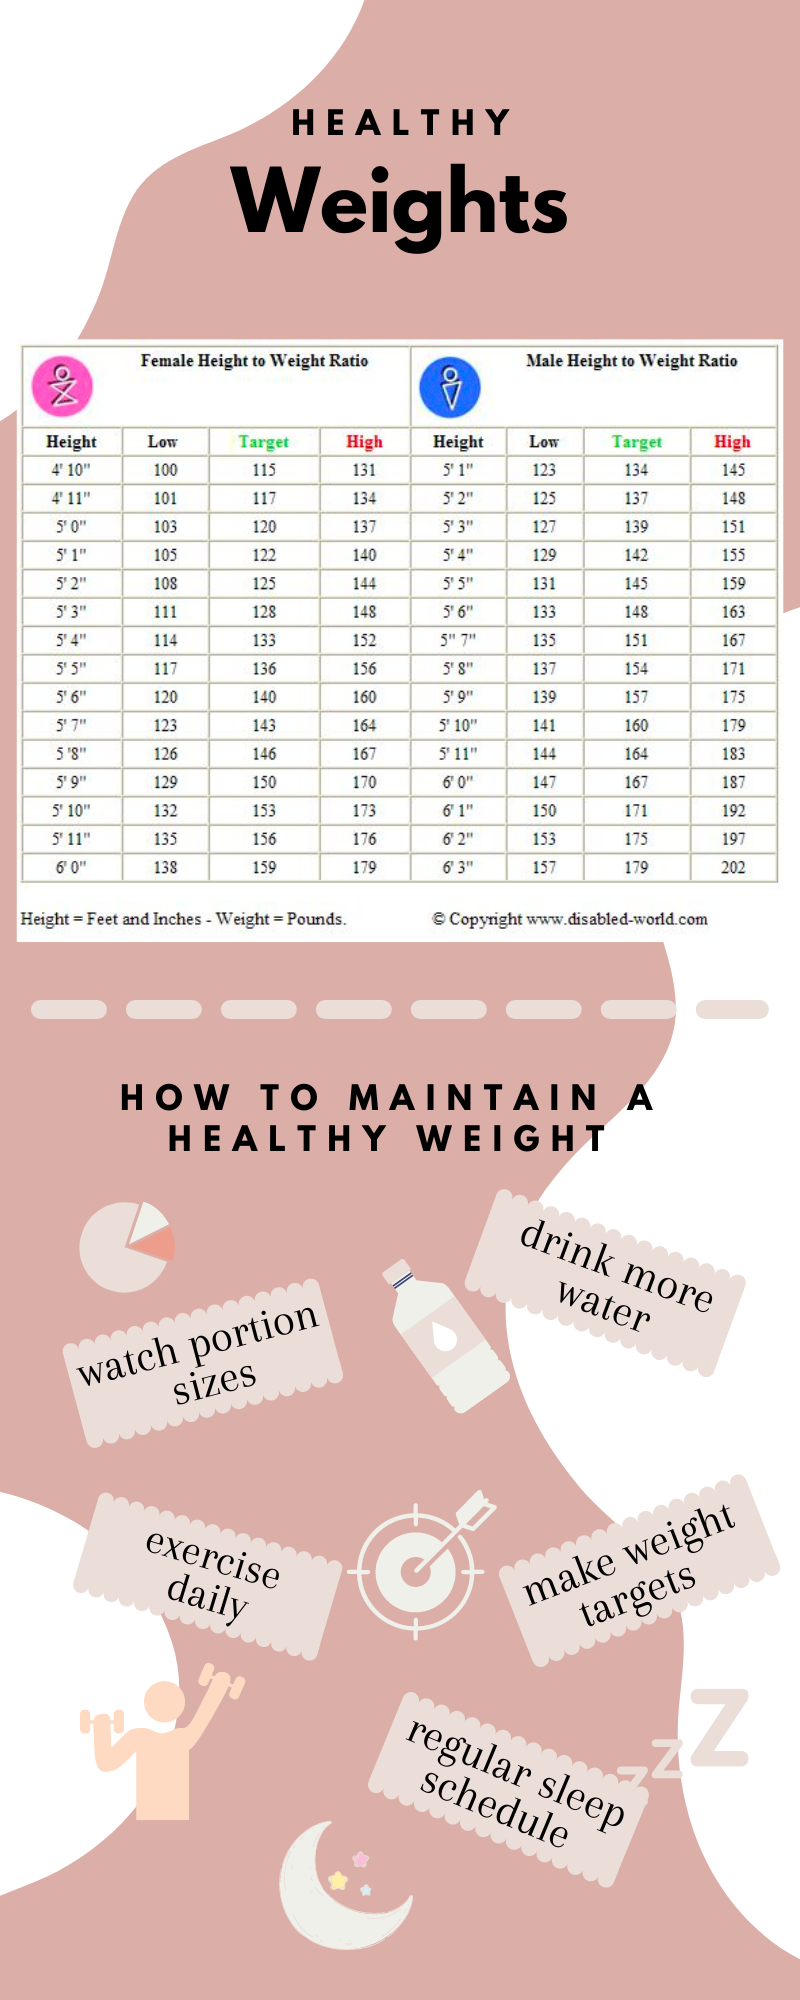 HEALTHY
Weights
Female Height to Weight Ratio Male Height to Weight Ratio
Height Low Target High Height Low Target High
4' 10" 100 115 131 5' 1" 123 134 145
4' 11" 101 117 134 5' 2" 125 137 148
5' 0" 103 120 137 5' 3" 127 139 151
5' 1" 105 122 140 5' 4" 129 142 155
5' 2" 108 125 144 5' 5" 131 145 159
5' 3" 111 128 148 5' 6" 133 148 163
5' 4" 114 133 152 5" 7" 135 151 167
5' 5" 117 136 156 5' 8" 137 154 171
5' 6" 120 140 160 5' 9" 139 157 175
5' 7" 123 143 164 5' 10" 141 160 179
5 '8" 126 146 167 5' 11" 144 164 183
5' 9" 129 150 170 6' 0" 147 167 187
5' 10" 132 153 173 6' 1" 150 171 192
5' 11" 135 156 176 6' 2" 153 175 197
6' 0" 138 159 179 6' 3" 157 179 202
Height = Feet and Inches - Weight = Pounds. © Copyright www.disabled-world.com
HOW TO MAINTAIN A
HEALTHY WEIGHT
drink more
water
watch portion
sizes
exercise
daily
make weight
targets
regular sleep
schedule
z z Z